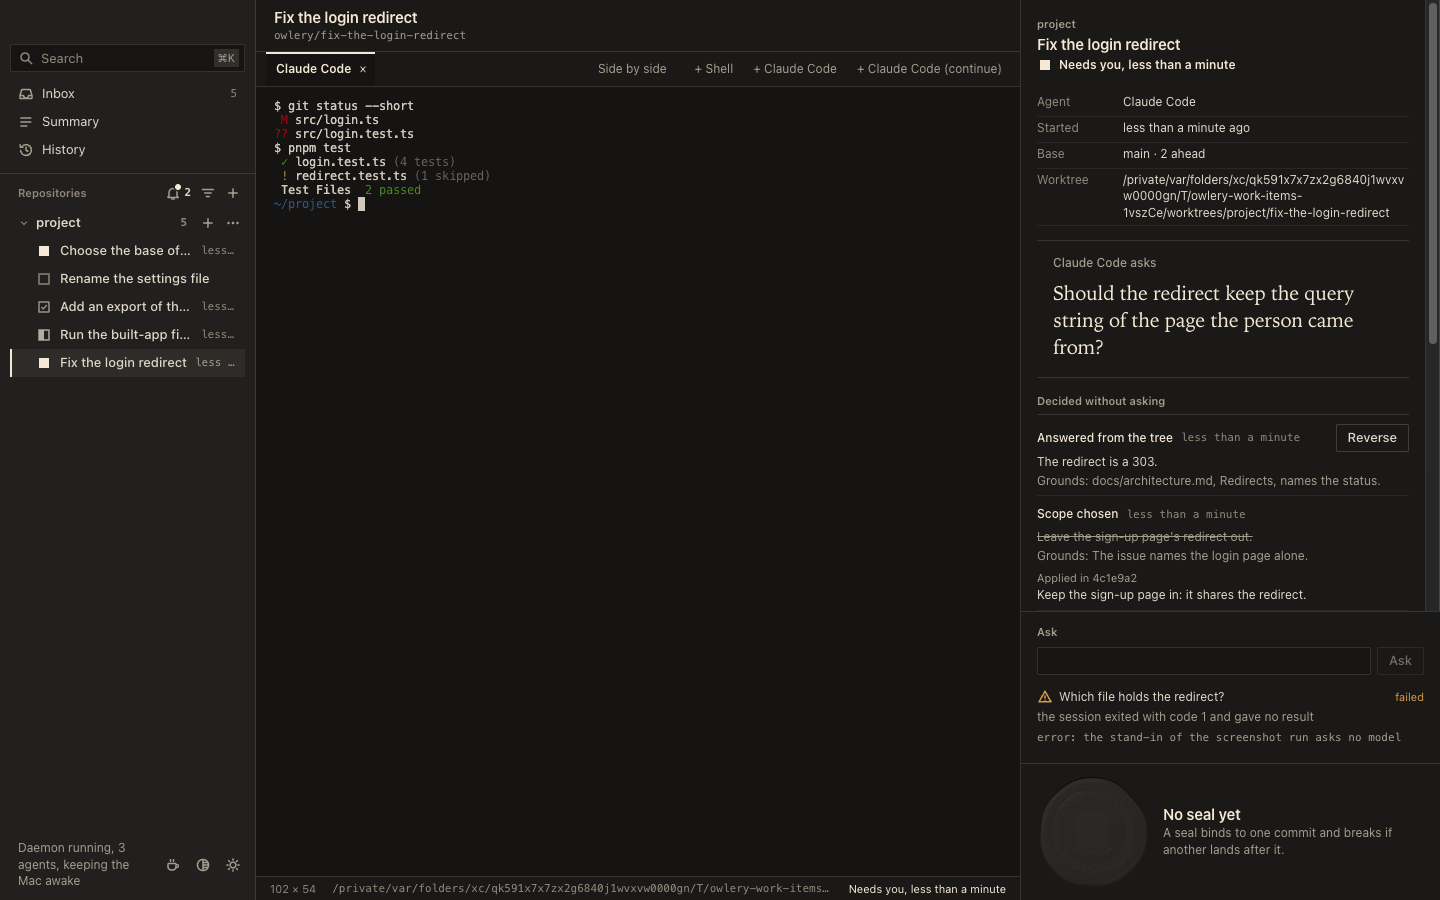 Search ⌘K
Inbox 5
Summary
History
Repositories 2
project 5
Choose the base of... less...
Rename the settings file
Add an export of th... less...
Run the built-app fi... less...
Fix the login redirect less ...
Daemon running, 3
agents, keeping the
Mac awake
Fix the login redirect
owlery/fix-the-login-redirect
Claude Code ×
Side by side + Shell + Claude Code + Claude Code (continue)
$ git status --short
M src/login.ts
?? src/login.test.ts
$ pnpm test
✓ login.test.ts (4 tests)
! redirect.test.ts (1 skipped)
Test Files 2 passed
~/project $
102 × 54 /private/var/folders/xc/qk591x7x7zx2g6840j1wvxvw0000gn/T/owlery-work-items... Needs you, less than a minute
project
Fix the login redirect
Needs you, less than a minute
Agent Claude Code
Started less than a minute ago
Base main · 2 ahead
Worktree /private/var/folders/xc/qk591x7x7zx2g6840j1wvxv
w0000gn/T/owlery-work-items-
1vszCe/worktrees/project/fix-the-login-redirect
Claude Code asks
Should the redirect keep the query
string of the page the person came
from?
Decided without asking
Answered from the tree less than a minute Reverse
The redirect is a 303.
Grounds: docs/architecture.md, Redirects, names the status.
Scope chosen less than a minute
Leave the sign-up page's redirect out.
Grounds: The issue names the login page alone.
Applied in 4c1e9a2
Keep the sign-up page in: it shares the redirect.
Ask
Ask
Which file holds the redirect? failed
the session exited with code 1 and gave no result
error: the stand-in of the screenshot run asks no model
No seal yet
A seal binds to one commit and breaks if
another lands after it.